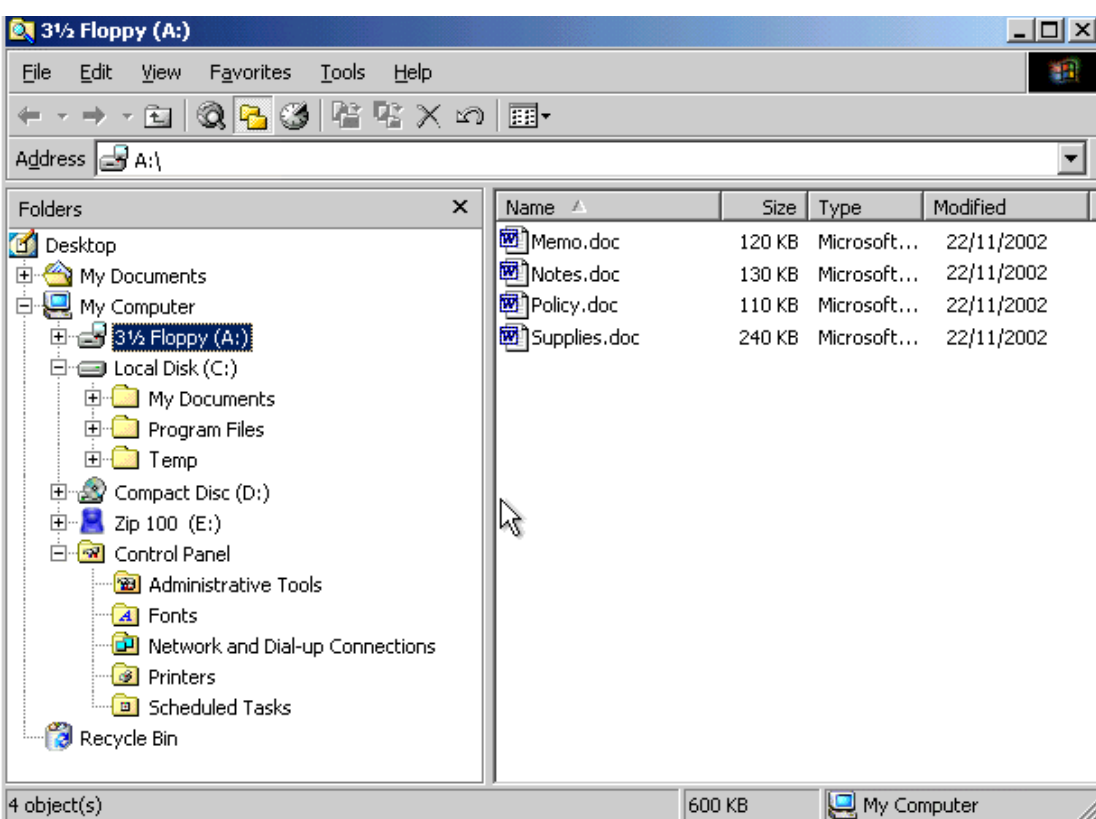 3½ Floppy (A:)
File Edit View Favorites Tools Help
Address A:\
Folders
Desktop
My Documents
My Computer
3½ Floppy (A:)
Local Disk (C:)
My Documents
Program Files
Temp
Compact Disc (D:)
Zip 100 (E:)
Control Panel
Administrative Tools
Fonts
Network and Dial-up Connections
Printers
Scheduled Tasks
Recycle Bin
Name Size Type Modified
Memo.doc 120 KB Microsoft... 22/11/2002
Notes.doc 130 KB Microsoft... 22/11/2002
Policy.doc 110 KB Microsoft... 22/11/2002
Supplies.doc 240 KB Microsoft... 22/11/2002
4 object(s) 600 KB My Computer